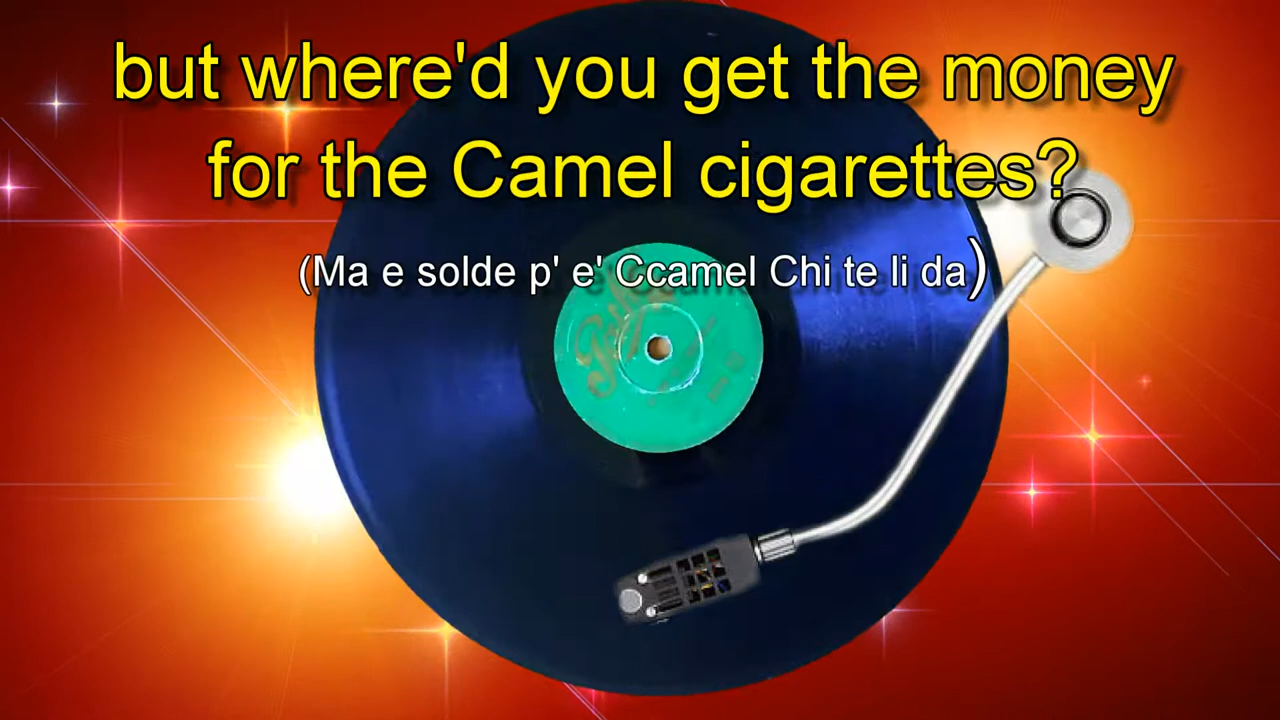 but where'd you get the money
for the Camel cigarettes?
(Ma e solde p' e' Ccamel Chi te li da)